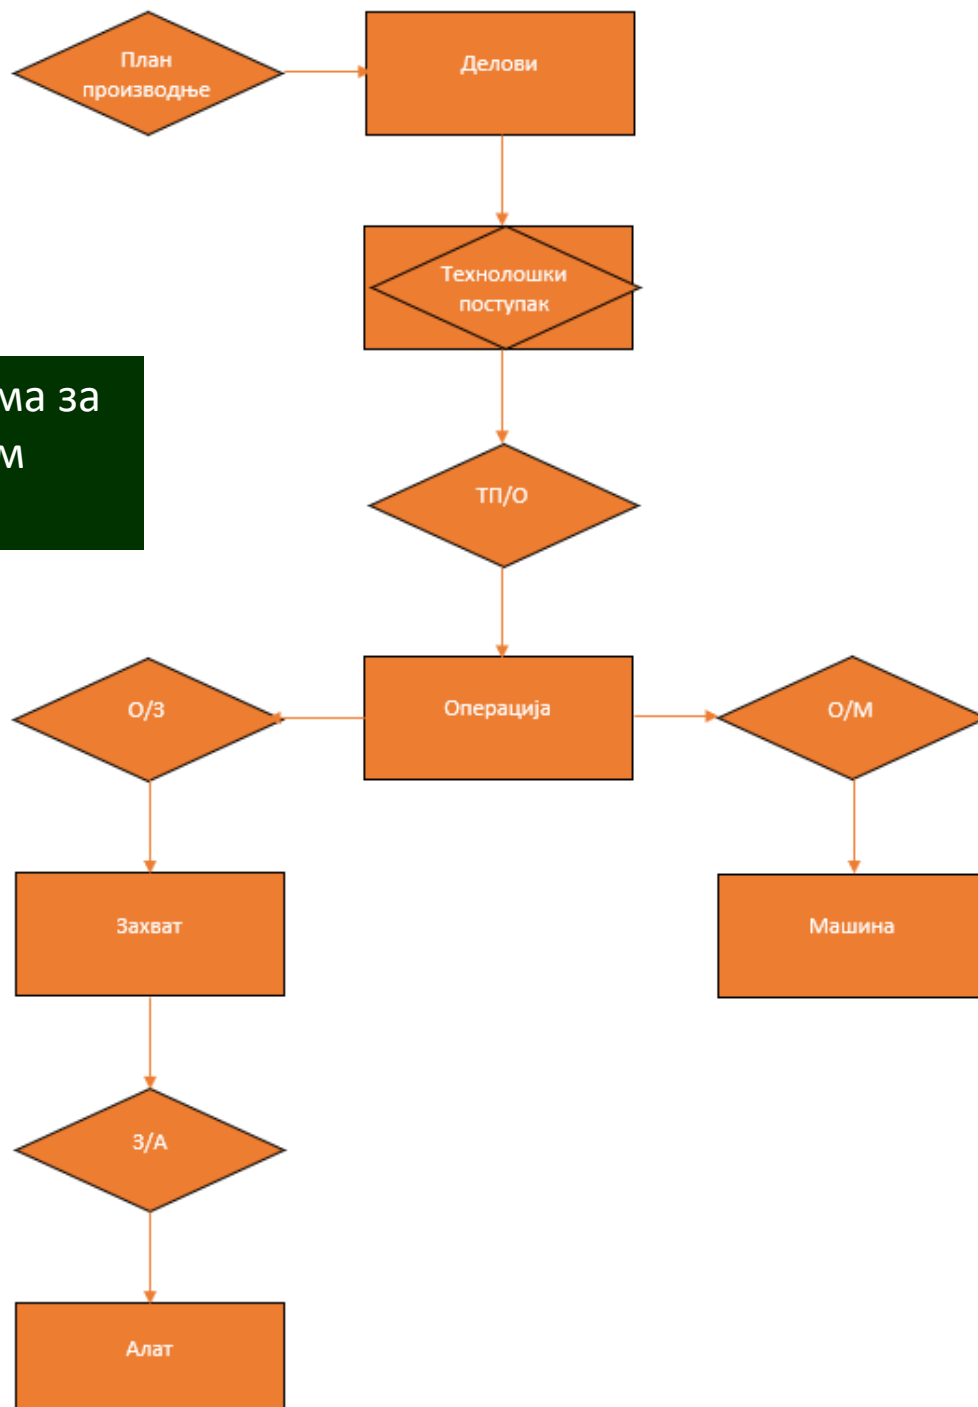 План
производње
Делови
Технолошки
поступак
ма за
м
ТП/О
О/З
Операција
О/М
Захват
Машина
З/А
Алат